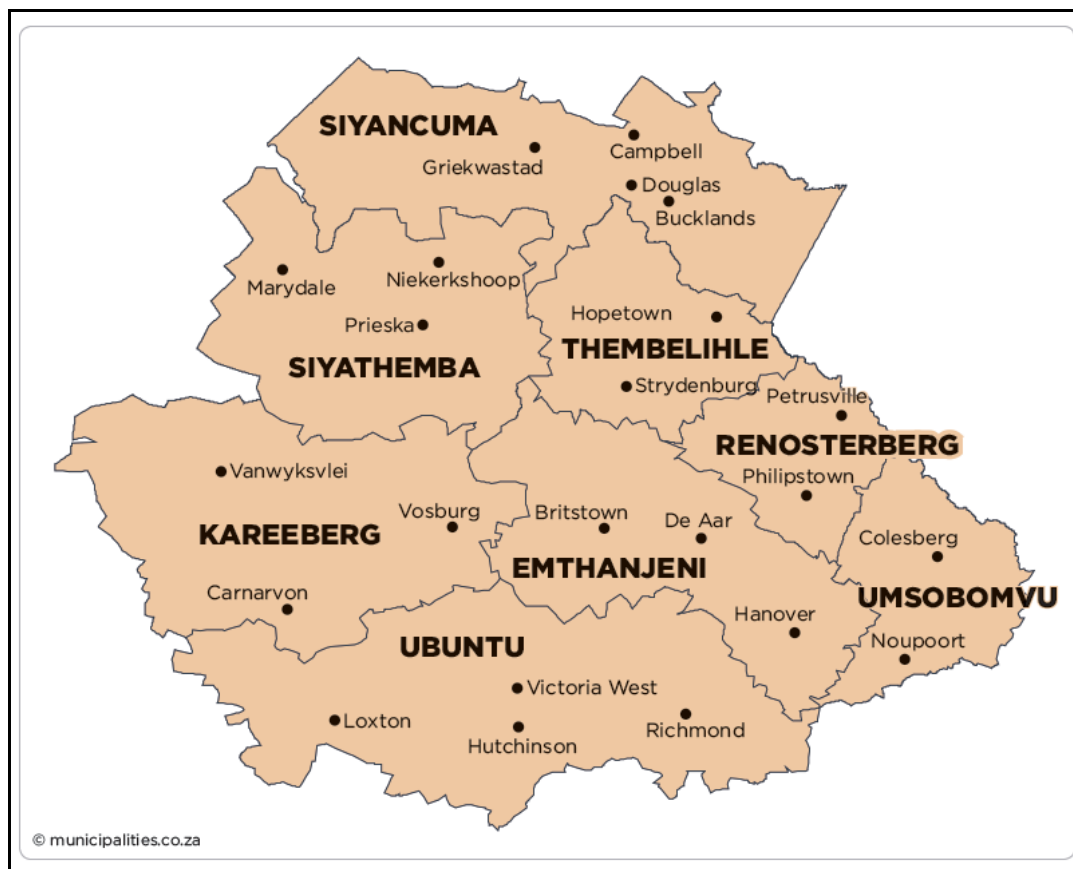 SIYANCUMA
Campbell
Griekwastad
Douglas
Bucklands
Niekerkshoop
Marydale
Hopetown
Prieska
THEMBELIHLE
SIYATHEMBA
Strydenburg
Petrusville
RENOSTERBERG
Vanwyksvlei
Philipstown
Vosburg
Britstown
De Aar
KAREEBERG
Colesberg
EMTHANJENI
Carnarvon
UMSOBOMVU
Hanover
UBUNTU
Noupoort
Victoria West
Loxton
Richmond
Hutchinson
© municipalities.co.za